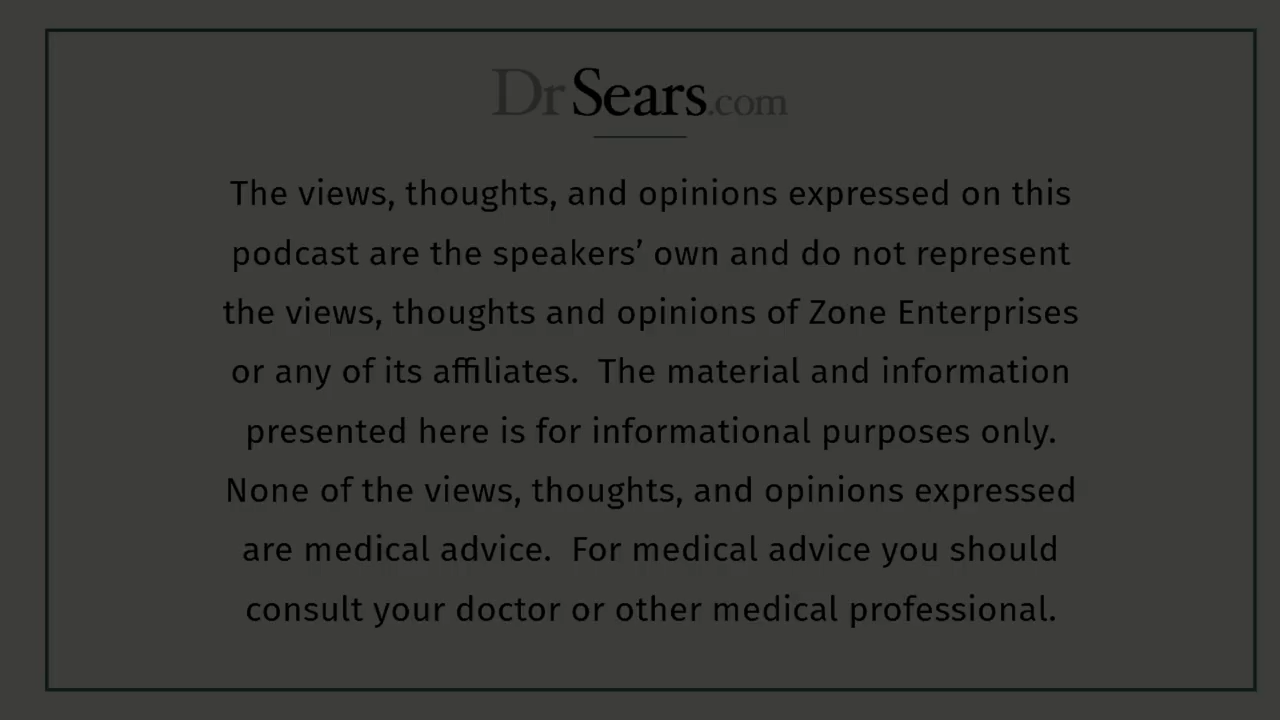 DrSears.com
The views, thoughts, and opinions expressed on this
podcast are the speakers’ own and do not represent
the views, thoughts and opinions of Zone Enterprises
or any of its affiliates.  The material and information
presented here is for informational purposes only.
None of the views, thoughts, and opinions expressed
are medical advice.  For medical advice you should
consult your doctor or other medical professional.